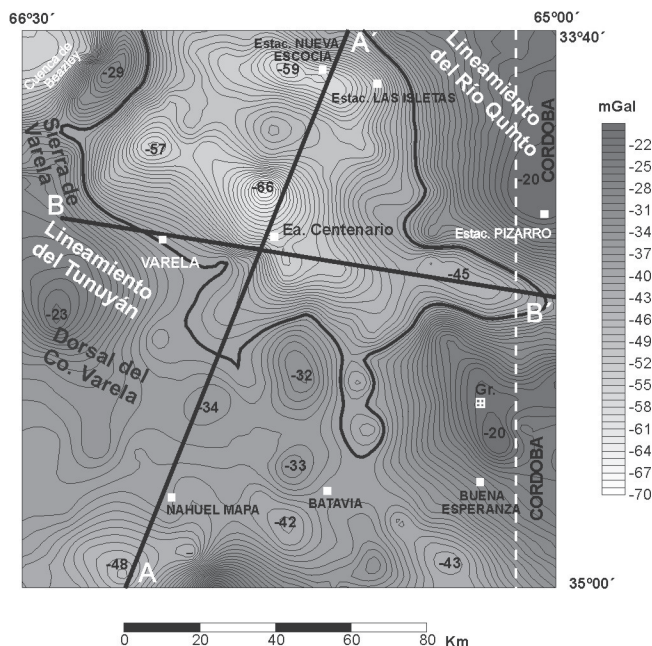 66º30´
65º00´
33º40´
Cuenca de
Beazley
-29
Estac. NUEVA
ESCOCIA
-59
A´
Estac. LAS ISLETAS
Lineamiento
del Río Quinto
CORDOBA
mGal
-22
-25
-28
-31
-34
-37
-40
-43
-46
-49
-52
-55
-58
-61
-64
-67
-70
Sierra de
Varela
-57
-66
-20
B
Ea. Centenario
Estac. PIZARRO
VARELA
Lineamiento
del Tunuyán
-45
B´
-23
Dorsal del
Co. Varela
-32
-34
Gr.
-20
-33
NAHUEL MAPA
BATAVIA
BUENA
ESPERANZA
CORDOBA
-42
-48
A
-43
35º00´
0
20
40
60
80
Km